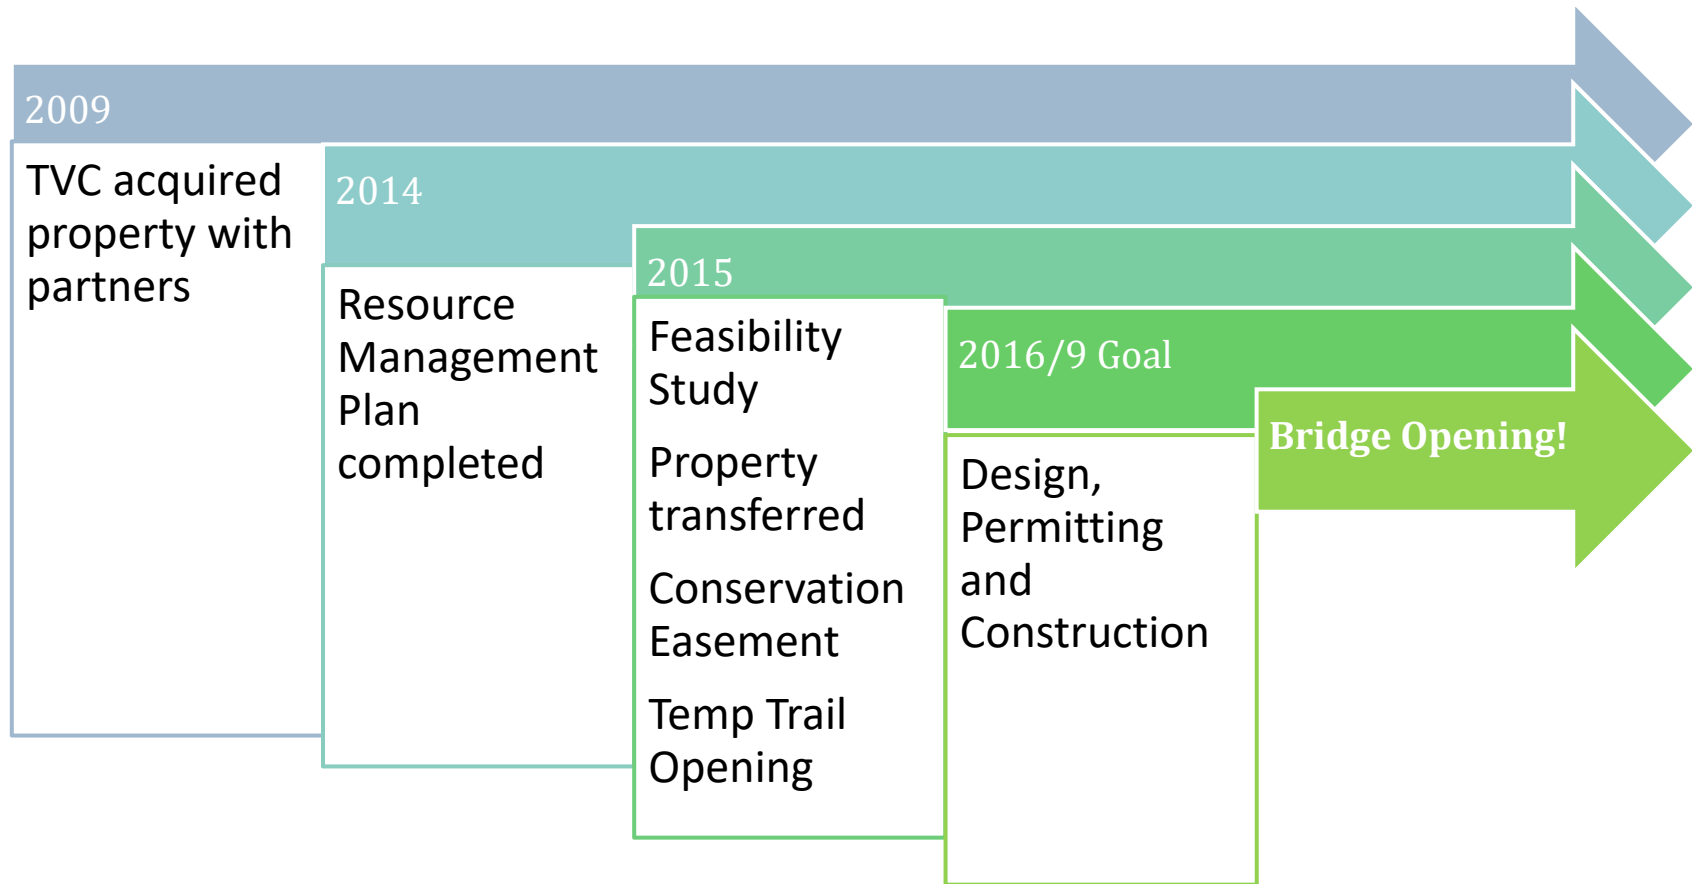 2009
TVC acquired
property with
partners
2014
Resource
Management
Plan
completed
2015
Feasibility
Study
Property
transferred
Conservation
Easement
Temp Trail
Opening
2016/9 Goal
Design,
Permitting
and
Construction
Bridge Opening!